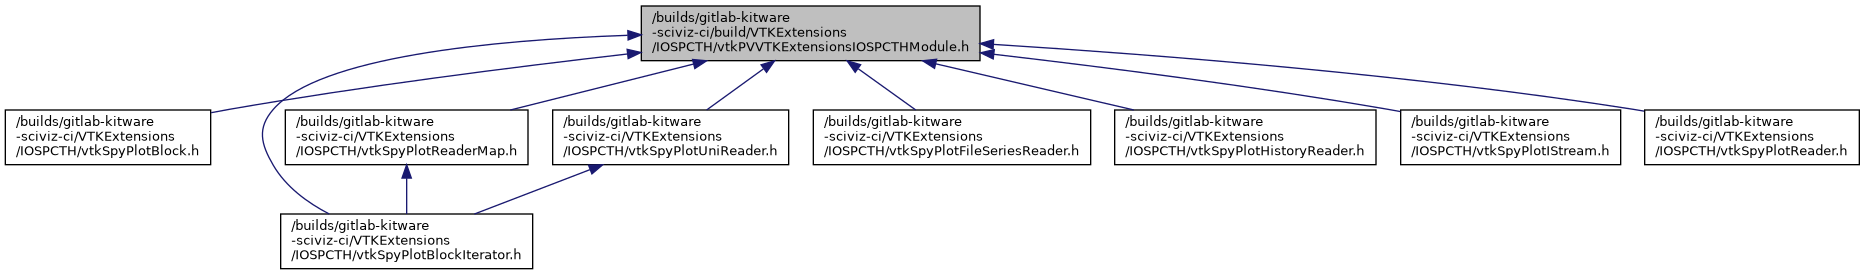 /builds/gitlab-kitware
-sciviz-ci/build/VTKExtensions
/IOSPCTH/vtkPVVTKExtensionsIOSPCTHModule.h
/builds/gitlab-kitware
-sciviz-ci/VTKExtensions
/IOSPCTH/vtkSpyPlotBlock.h
/builds/gitlab-kitware
-sciviz-ci/VTKExtensions
/IOSPCTH/vtkSpyPlotReaderMap.h
/builds/gitlab-kitware
-sciviz-ci/VTKExtensions
/IOSPCTH/vtkSpyPlotUniReader.h
/builds/gitlab-kitware
-sciviz-ci/VTKExtensions
/IOSPCTH/vtkSpyPlotFileSeriesReader.h
/builds/gitlab-kitware
-sciviz-ci/VTKExtensions
/IOSPCTH/vtkSpyPlotHistoryReader.h
/builds/gitlab-kitware
-sciviz-ci/VTKExtensions
/IOSPCTH/vtkSpyPlotIStream.h
/builds/gitlab-kitware
-sciviz-ci/VTKExtensions
/IOSPCTH/vtkSpyPlotReader.h
/builds/gitlab-kitware
-sciviz-ci/VTKExtensions
/IOSPCTH/vtkSpyPlotBlockIterator.h